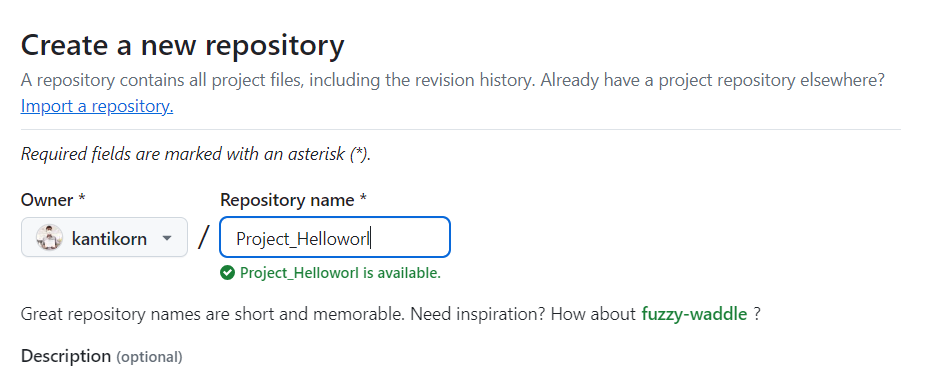 Create a new repository
A repository contains all project files, including the revision history. Already have a project repository elsewhere?
Import a repository.
Required fields are marked with an asterisk (*).
Owner * Repository name *
kantikorn / Project_Helloworl
Project_Helloworl is available.
Great repository names are short and memorable. Need inspiration? How about fuzzy-waddle ?
Description (optional)